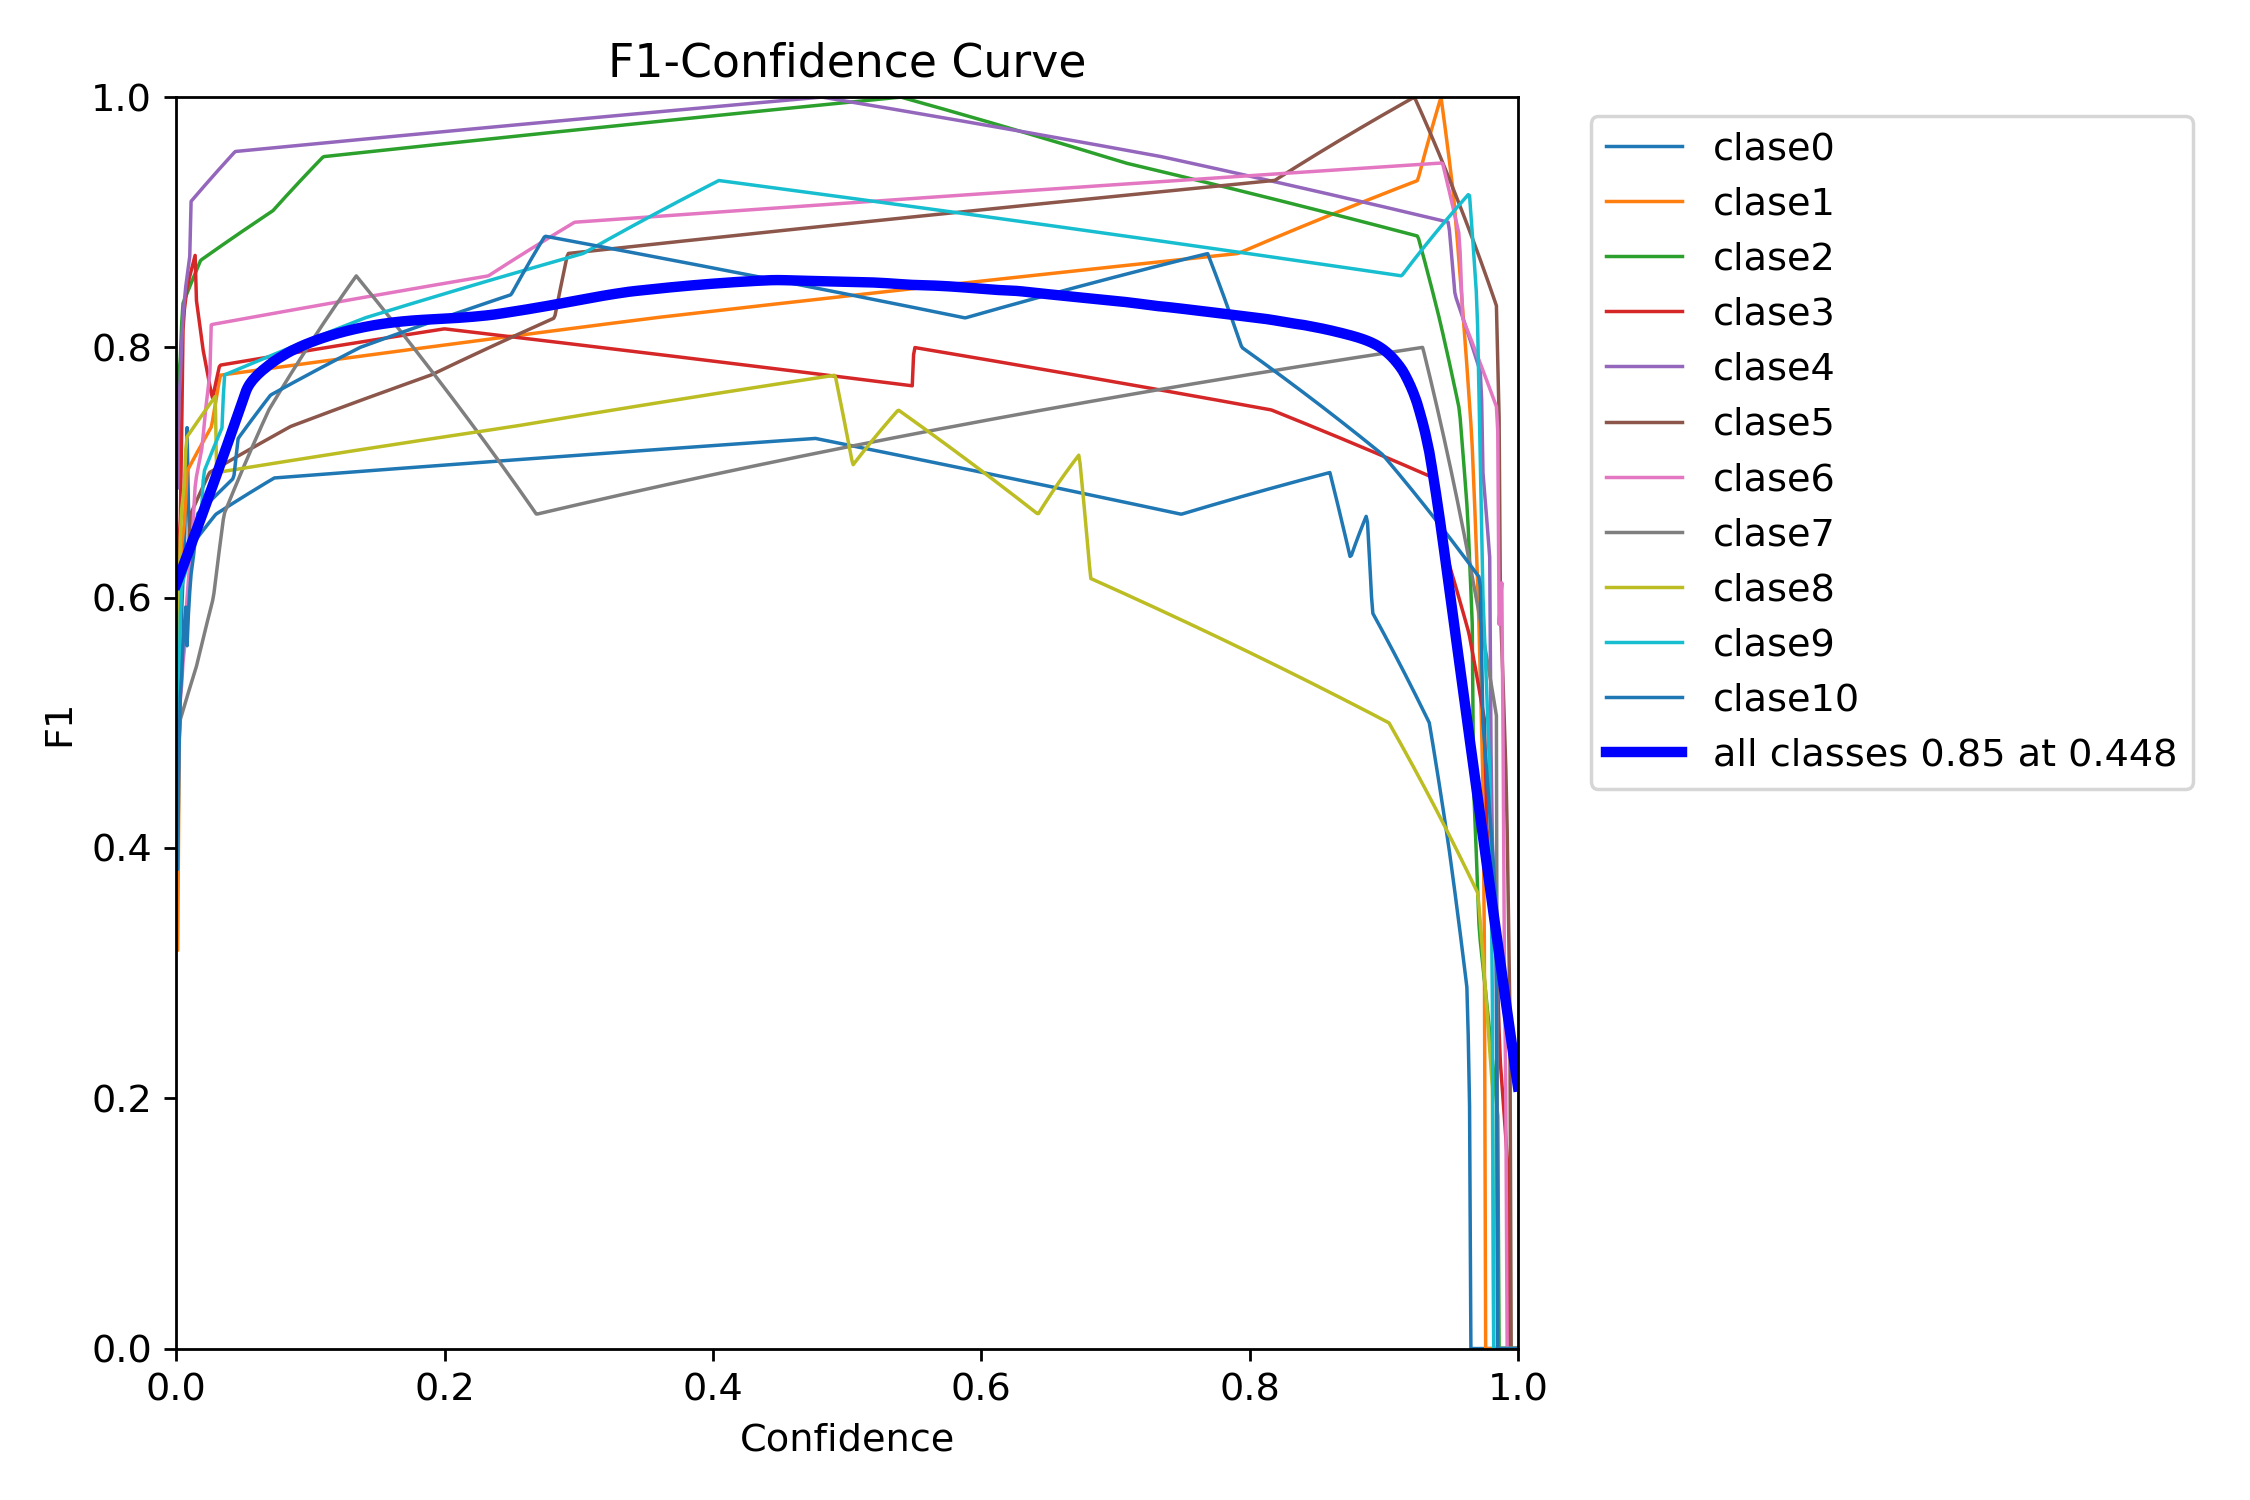 F1-Confidence Curve
1.0
0.8
0.6
0.4
0.2
0.0
F1
0.0 0.2 0.4 0.6 0.8 1.0
Confidence
clase0
clase1
clase2
clase3
clase4
clase5
clase6
clase7
clase8
clase9
clase10
all classes 0.85 at 0.448